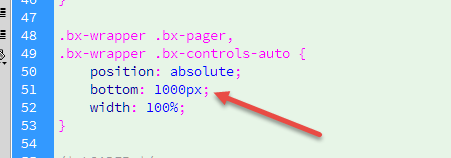 46 }
47
48 .bx-wrapper .bx-pager,
49 .bx-wrapper .bx-controls-auto {
50 position: absolute;
51 bottom: 1000px;
52 width: 100%;
53 }
54